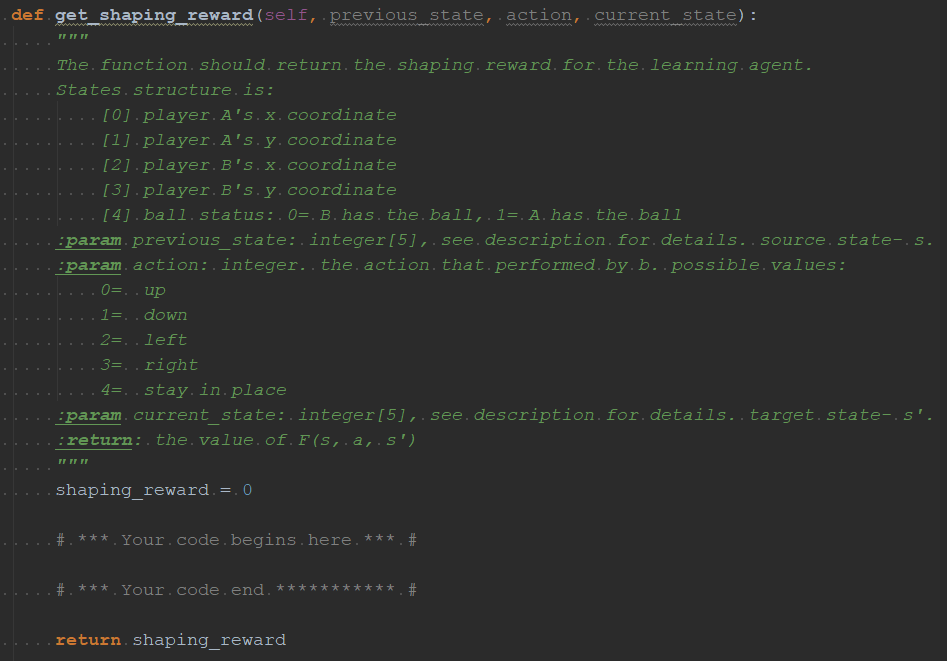 def get_shaping_reward(self, previous_state, action, current_state):
"""
The function should return the shaping reward for the learning agent.
States structure is:
[0] player A's x coordinate
[1] player A's y coordinate
[2] player B's x coordinate
[3] player B's y coordinate
[4] ball status: 0= B has the ball, 1= A has the ball
:param previous_state: integer[5], see description for details.  source state- s.
:param action: integer.  the action that performed by b.  possible values:
0=  up
1=  down
2=  left
3=  right
4=  stay in place
:param current_state: integer[5], see description for details.  target state- s'.
:return: the value of F(s, a, s')
"""
shaping_reward = 0
# *** Your code begins here *** #
# *** Your code end *********** #
return shaping_reward